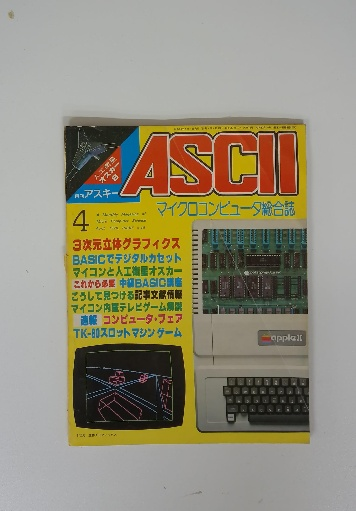 ASCII
月刊アスキー
マイクロコンピュータ総合誌
4
3次元立体グラフィクス
BASICでデジタルカセット
マイコンと人工衛星オスカー
これから必要 中級BASIC講座
こうして見つける記事文献情報
マイコン内蔵テレビゲーム解説
速報 コンピュータ・フェア
TK-80スロットマシンゲーム
apple II